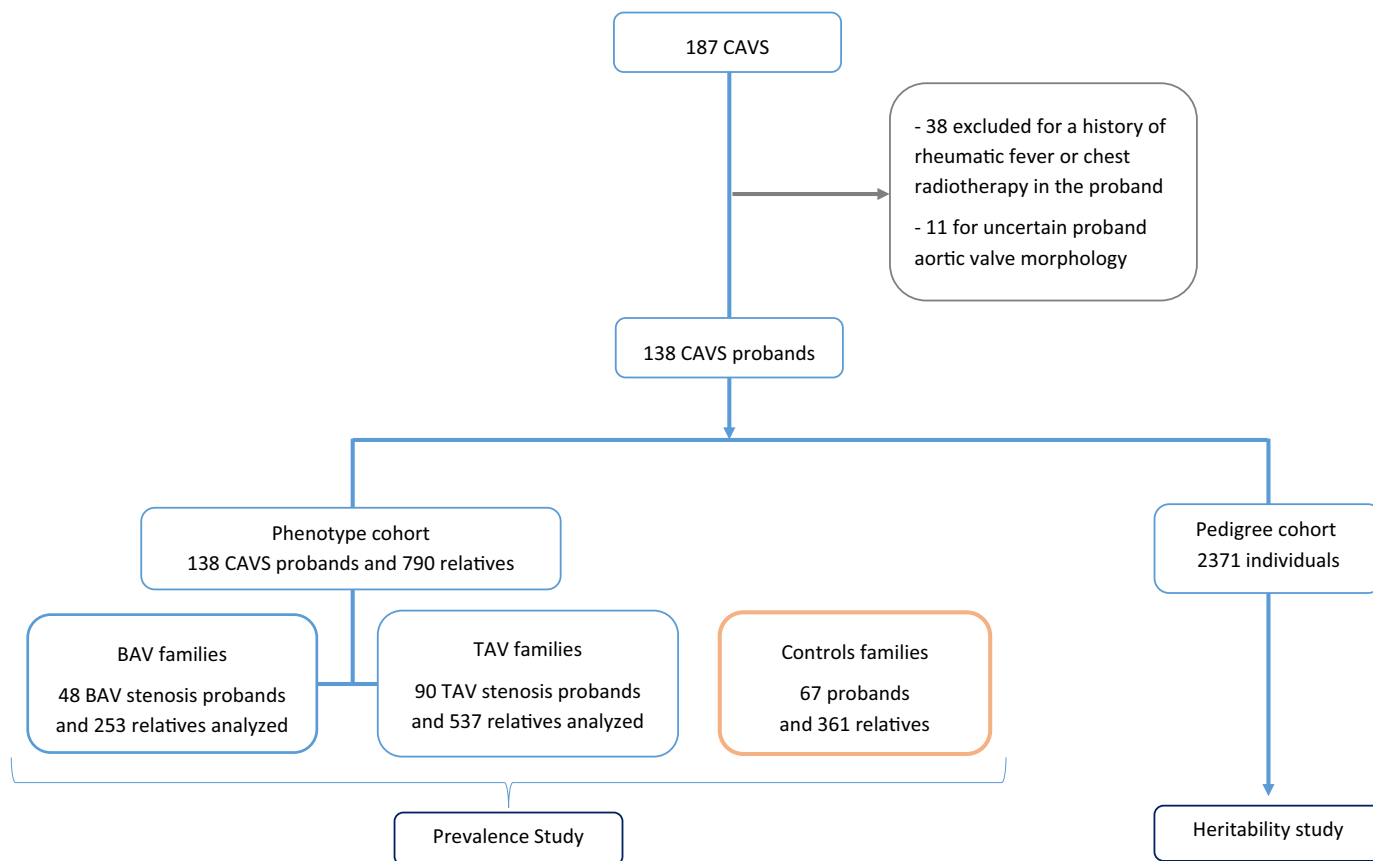 187 CAVS
- 38 excluded for a history of
rheumatic fever or chest
radiotherapy in the proband
- 11 for uncertain proband
aortic valve morphology
138 CAVS probands
Phenotype cohort
138 CAVS probands and 790 relatives
Pedigree cohort
2371 individuals
BAV families
48 BAV stenosis probands
and 253 relatives analyzed
TAV families
90 TAV stenosis probands
and 537 relatives analyzed
Controls families
67 probands
and 361 relatives
Prevalence Study
Heritability study